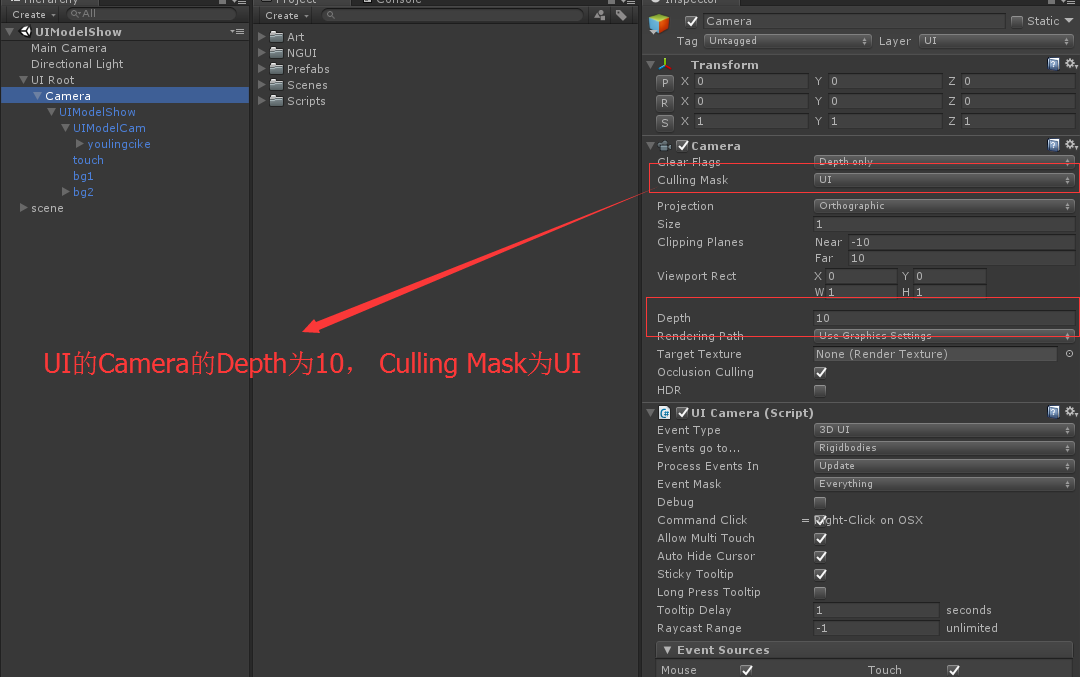 Hierarchy
Create
All
UIModelShow
Main Camera
Directional Light
UI Root
Camera
UIModelShow
UIModelCam
youlingcike
touch
bg1
bg2
scene
Project
Console
Create
Art
NGUI
Prefabs
Scenes
Scripts
UI的Camera的Depth为10， Culling Mask为UI
Inspector
Camera
Static
Tag Untagged Layer UI
Transform
P X 0 Y 0 Z 0
R X 0 Y 0 Z 0
S X 1 Y 1 Z 1
Camera
Clear Flags Depth only
Culling Mask UI
Projection Orthographic
Size 1
Clipping Planes Near -10
Far 10
Viewport Rect X 0 Y 0
W 1 H 1
Depth 10
Rendering Path Use Graphics Settings
Target Texture None (Render Texture)
Occlusion Culling
HDR
UI Camera (Script)
Event Type 3D UI
Events go to... Rigidbodies
Process Events In Update
Event Mask Everything
Debug
Command Click = Right-Click on OSX
Allow Multi Touch
Auto Hide Cursor
Sticky Tooltip
Long Press Tooltip
Tooltip Delay 1 seconds
Raycast Range -1 unlimited
Event Sources
Mouse Touch